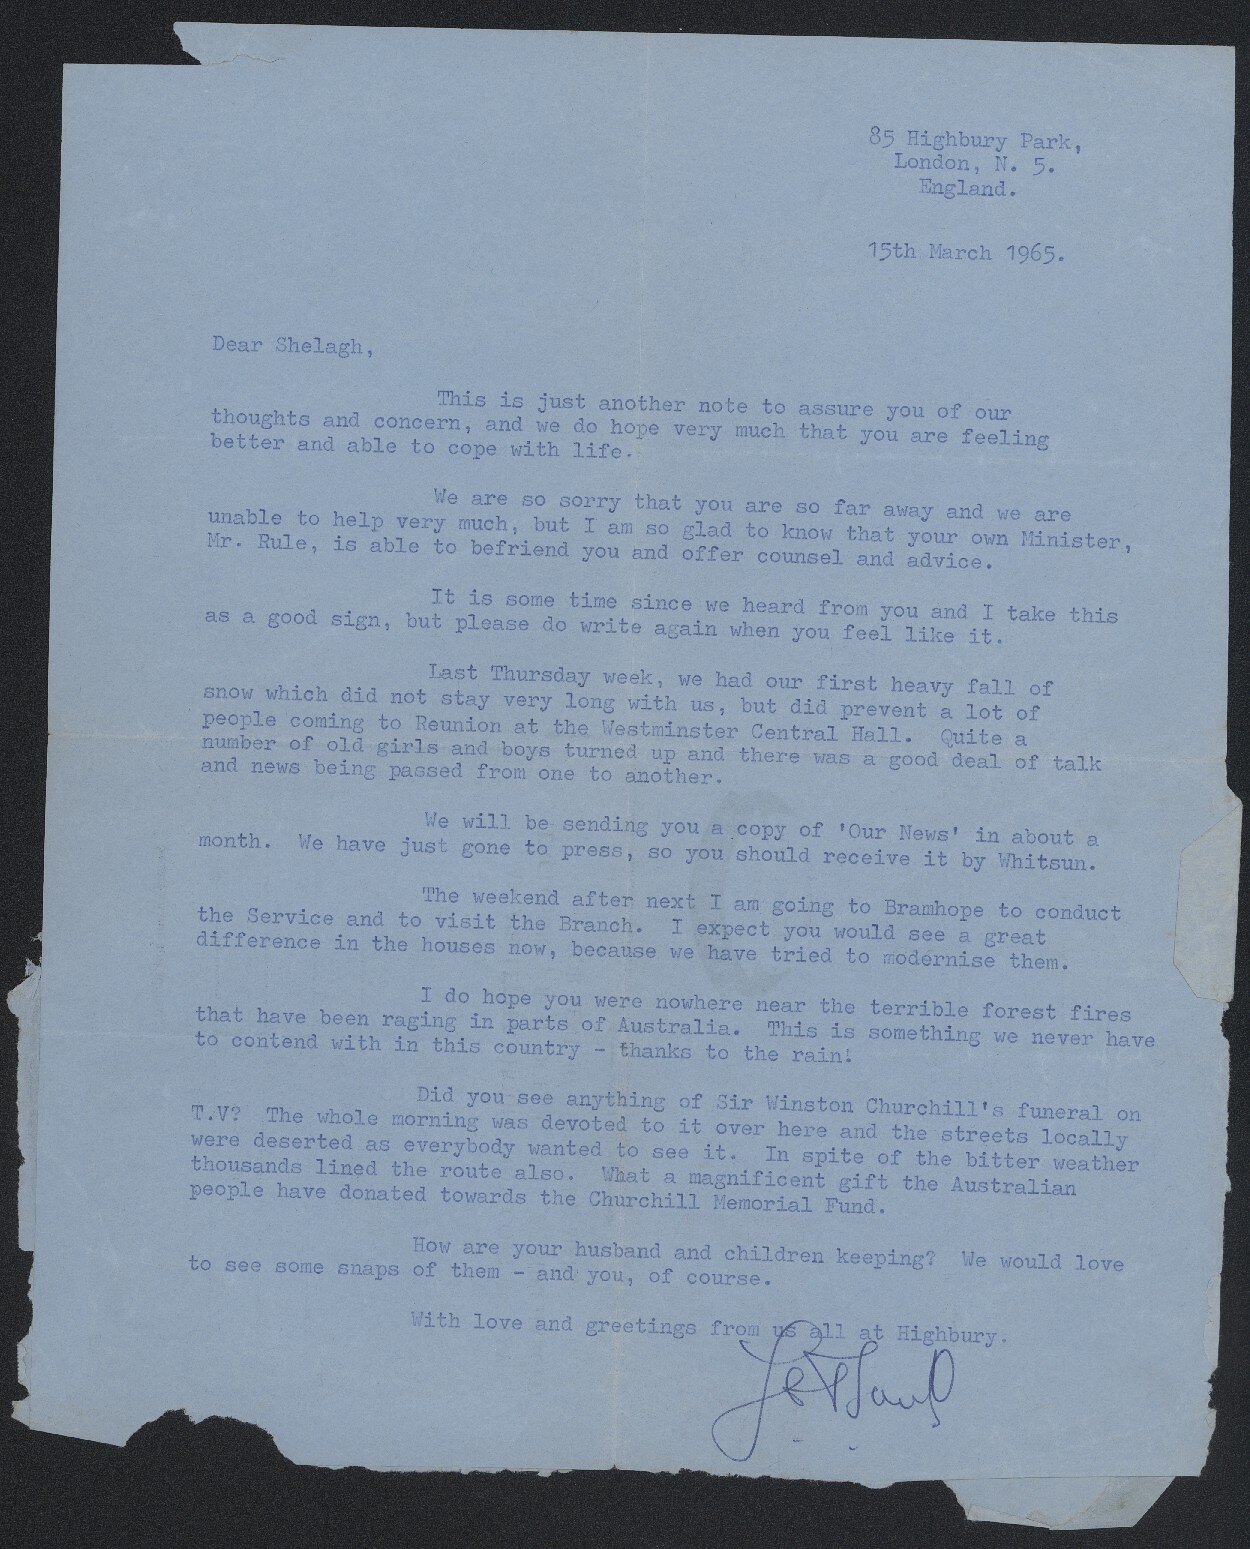 85 Highbury Park,
London, N. 5.
England.
15th March 1965.
Dear Shelagh,
This is just another note to assure you of our
thoughts and concern, and we do hope very much that you are feeling
better and able to cope with life.
We are so sorry that you are so far away and we are
unable to help very much, but I am so glad to know that your own Minister,
Mr. Rule, is able to befriend you and offer counsel and advice.
It is some time since we heard from you and I take this
as a good sign, but please do write again when you feel like it.
Last Thursday week, we had our first heavy fall of
snow which did not stay very long with us, but did prevent a lot of
people coming to Reunion at the Westminster Central Hall. Quite a
number of old girls and boys turned up and there was a good deal of talk
and news being passed from one to another.
We will be sending you a copy of 'Our News' in about a
month. We have just gone to press, so you should receive it by Whitsun.
The weekend after next I am going to Bramhope to conduct
the Service and to visit the Branch. I expect you would see a great
difference in the houses now, because we have tried to modernise them.
I do hope you were nowhere near the terrible forest fires
that have been raging in parts of Australia. This is something we never have
to contend with in this country - thanks to the rain!
Did you see anything of Sir Winston Churchill's funeral on
T.V? The whole morning was devoted to it over here and the streets locally
were deserted as everybody wanted to see it. In spite of the bitter weather
thousands lined the route also. What a magnificent gift the Australian
people have donated towards the Churchill Memorial Fund.
How are your husband and children keeping? We would love
to see some snaps of them - and you, of course.
With love and greetings from us all at Highbury.